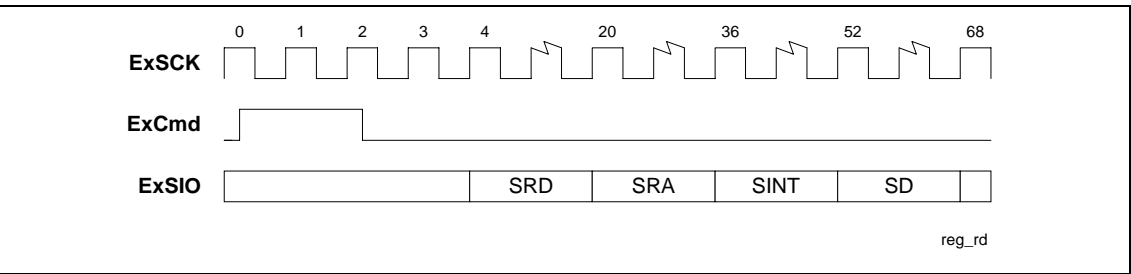 0 1 2 3 4 20 36 52 68
ExSCK
ExCmd
ExSIO SRD SRA SINT SD
reg_rd